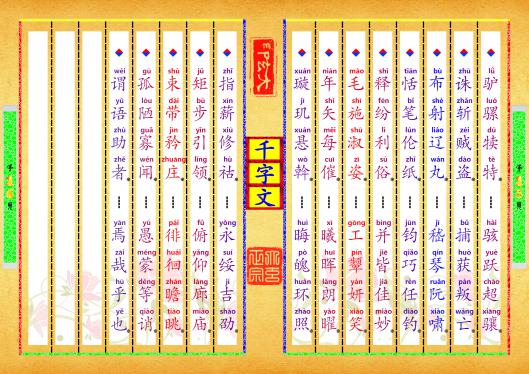 lǘ luó dú tè hài yuè chāo xiāng
驴骡犊特……骇跃超骧
zhū zhǎn zéi dào bǔ huò pàn wáng
诛斩贼盗……捕获叛亡
bù shè liáo wán jī qín ruǎn xiào
布射辽丸……嵇琴阮啸
tián bǐ lún zhǐ jūn qiǎo rén diào
恬笔伦纸……钧巧任钓
shì fēn lì sú bìng jiē jiā miào
释纷利俗……并皆佳妙
máo shī shū zī gōng pín yán xiào
毛施淑姿……工颦妍笑
nián shǐ měi cuī xī huī lǎng yào
年矢每催……曦晖朗曜
xuán jī xuán wò huì pò huán zhào
璇玑悬斡……晦魄环照
千字文
zhǐ xīn xiū hù yǒng suí jí shào
指薪修祜……永绥吉劭
jǔ bù yǐn lǐng fǔ yǎng láng miào
矩步引领……俯仰廊庙
shù dài jīn zhuāng pái huái zhān tiào
束带矜庄……徘徊瞻眺
gū lòu guǎ wén yú méng děng qiào
孤陋寡闻……愚蒙等诮
wèi yǔ zhù zhě yān zāi hū yě
谓语助者……焉哉乎也